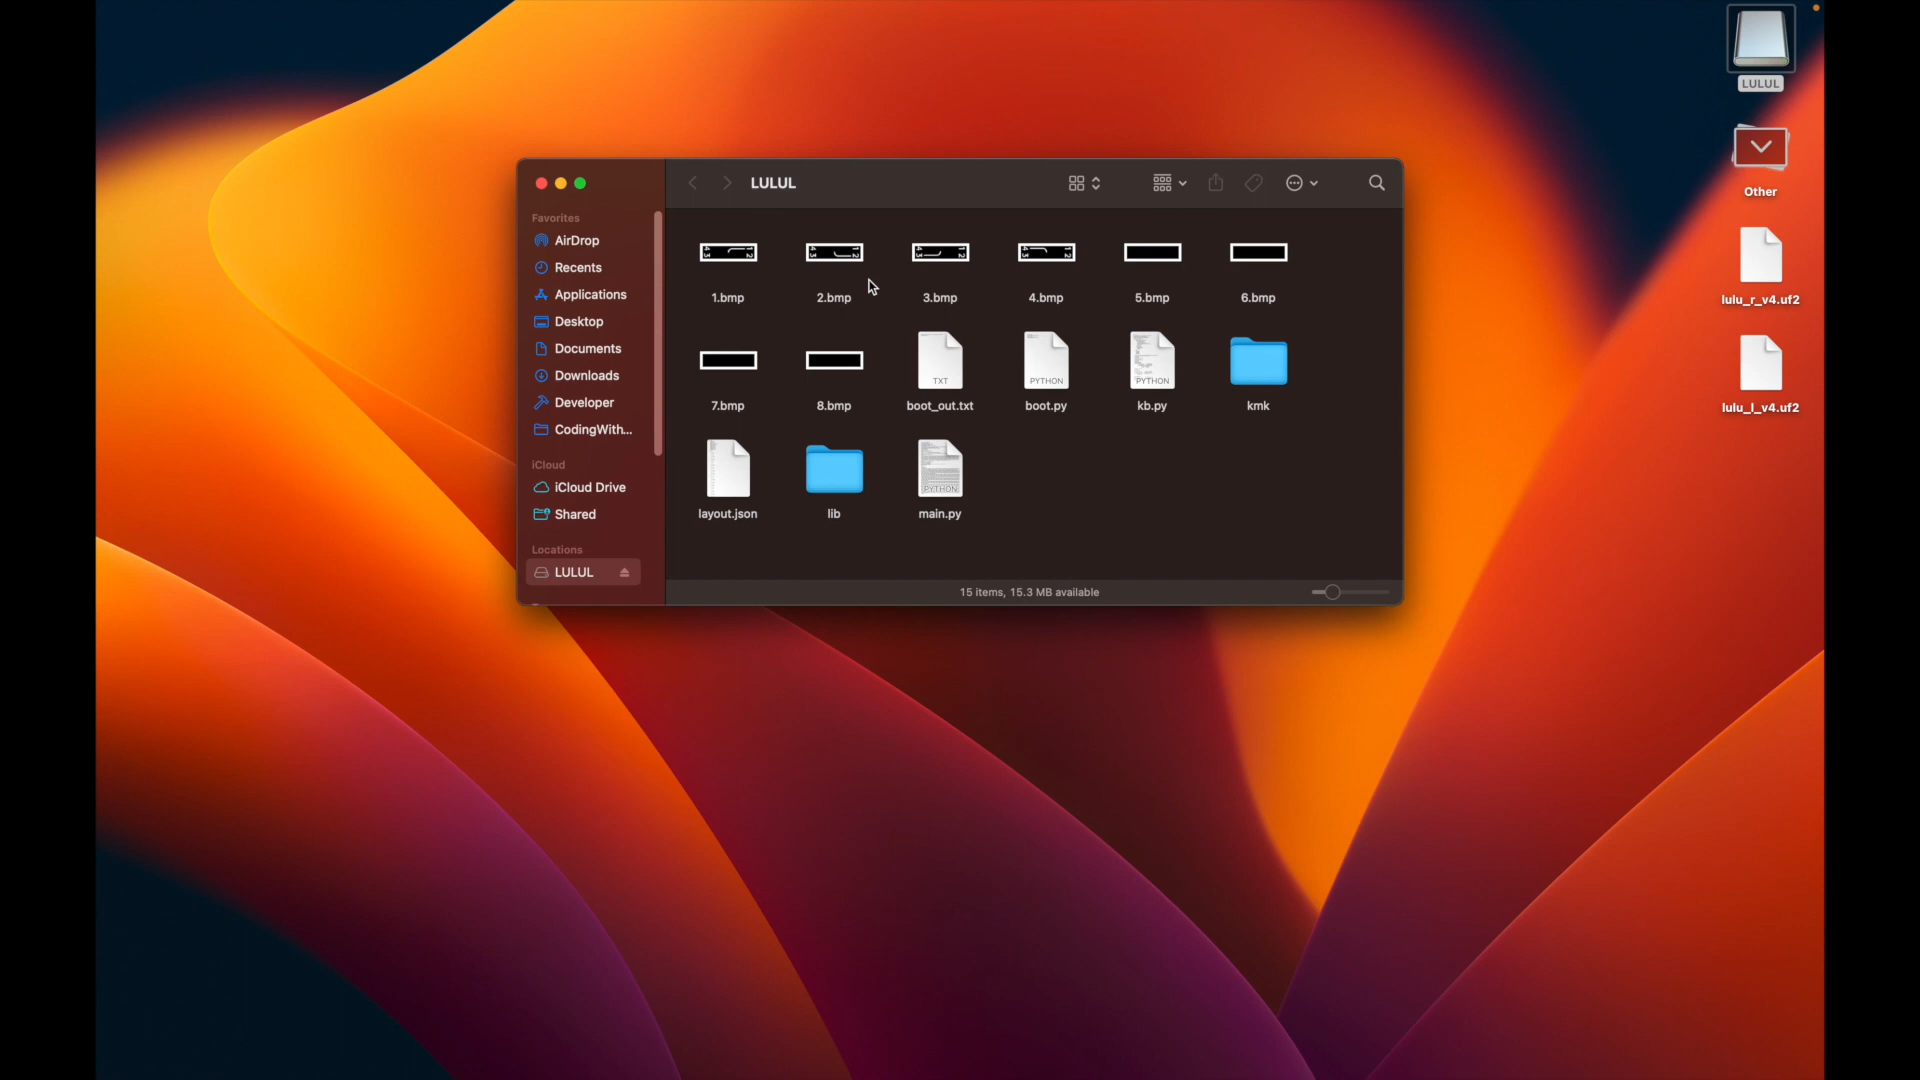 LULUL
Other
lulu_r_v4.uf2
lulu_l_v4.uf2
LULUL
Favorites
AirDrop
Recents
Applications
Desktop
Documents
Downloads
Developer
CodingWith...
iCloud
iCloud Drive
Shared
Locations
LULUL
1.bmp
2.bmp
3.bmp
4.bmp
5.bmp
6.bmp
7.bmp
8.bmp
TXT
boot_out.txt
PYTHON
boot.py
PYTHON
kb.py
kmk
layout.json
lib
PYTHON
main.py
15 items, 15.3 MB available